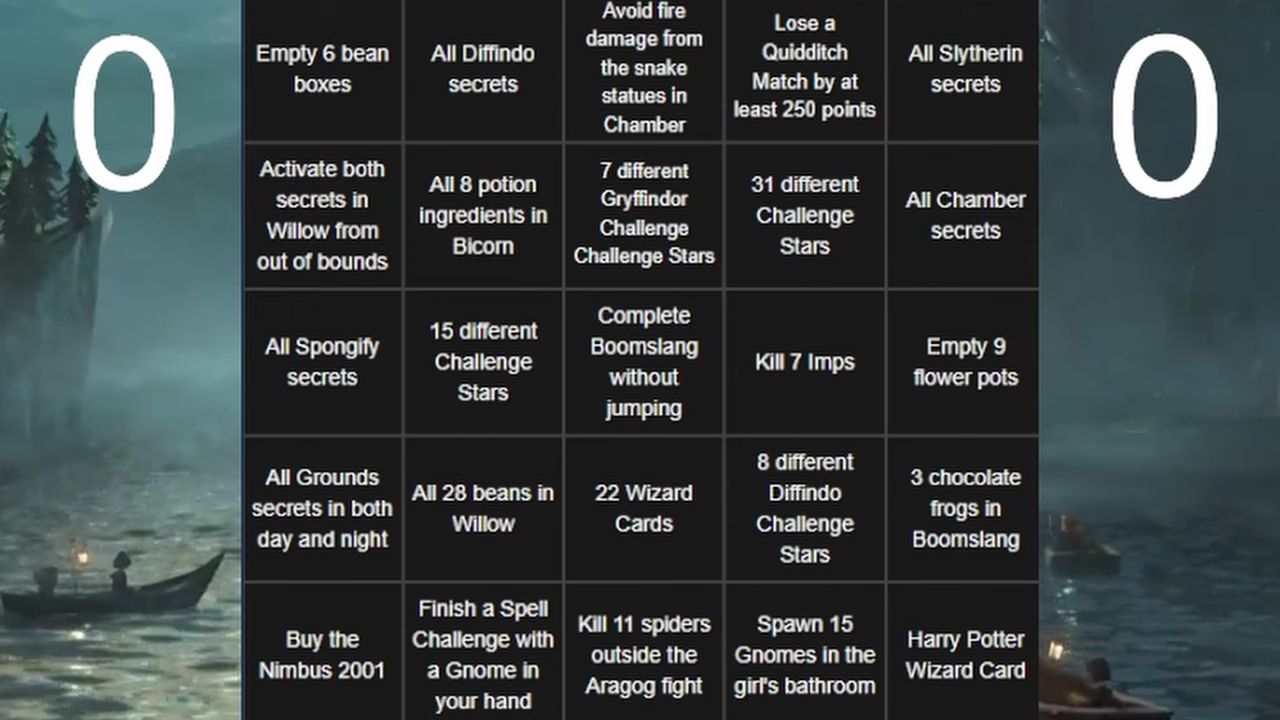 0
Empty 6 bean
boxes
All Diffindo
secrets
Avoid fire
damage from
the snake
statues in
Chamber
Lose a
Quidditch
Match by at
least 250 points
All Slytherin
secrets
0
Activate both
secrets in
Willow from
out of bounds
All 8 potion
ingredients in
Bicorn
7 different
Gryffindor
Challenge
Challenge Stars
31 different
Challenge
Stars
All Chamber
secrets
All Spongify
secrets
15 different
Challenge
Stars
Complete
Boomslang
without
jumping
Kill 7 Imps
Empty 9
flower pots
All Grounds
secrets in both
day and night
All 28 beans in
Willow
22 Wizard
Cards
8 different
Diffindo
Challenge
Stars
3 chocolate
frogs in
Boomslang
Buy the
Nimbus 2001
Finish a Spell
Challenge with
a Gnome in
your hand
Kill 11 spiders
outside the
Aragog fight
Spawn 15
Gnomes in the
girl's bathroom
Harry Potter
Wizard Card